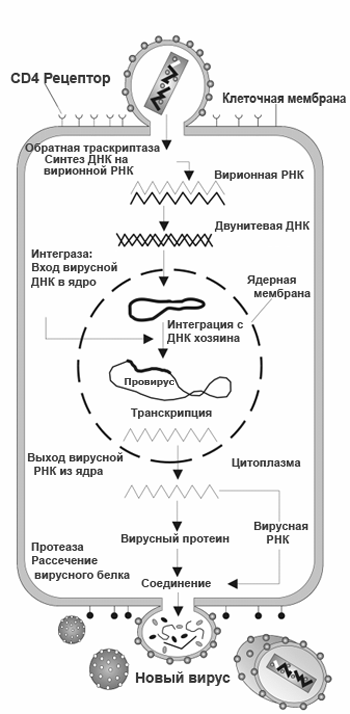 CD4 Рецептор
Клеточная мембрана
Обратная траскриптаза
Синтез ДНК на
вирионной РНК
Вирионная РНК
Двунитевая ДНК
Интеграза:
Вход вирусной
ДНК в ядро
Ядерная
мембрана
Интеграция с
ДНК хозяина
Провирус
Транскрипция
Выход вирусной
РНК из ядра
Цитоплазма
Вирусный протеин
Вирусная
РНК
Протеаза
Рассечение
вирусного белка
Соединение
Новый вирус